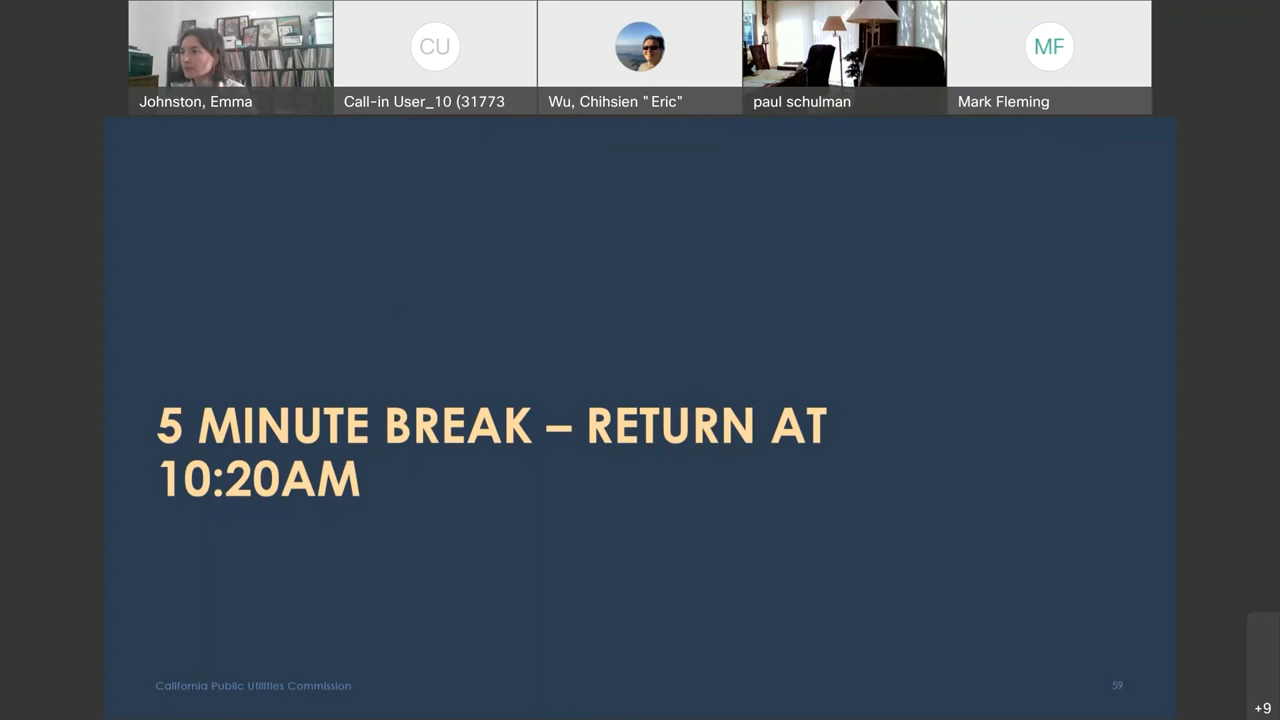 CU
MF
Johnston, Emma
Call-in User_10 (31773
Wu, Chihsien "Eric"
paul schulman
Mark Fleming
5 MINUTE BREAK – RETURN AT
10:20AM
California Public Utilities Commission
59
+9